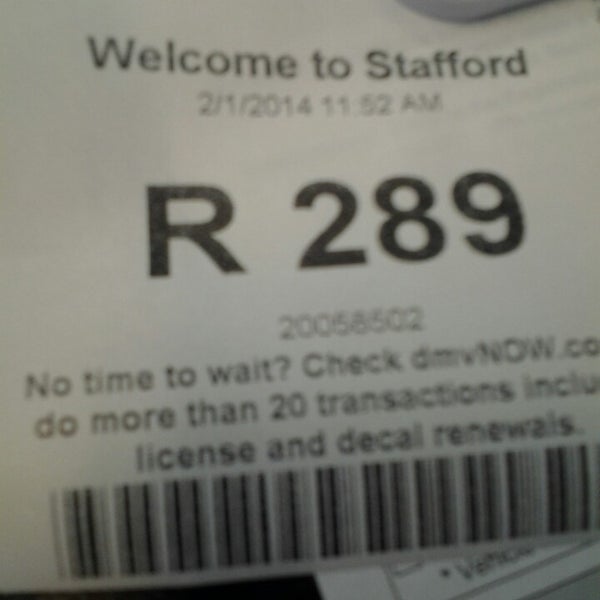 Welcome to Stafford
2/1/2014 11:52 AM
R 289
20058502
No time to wait? Check dmvNOW.co
do more than 20 transactions inclu
license and decal renewals.